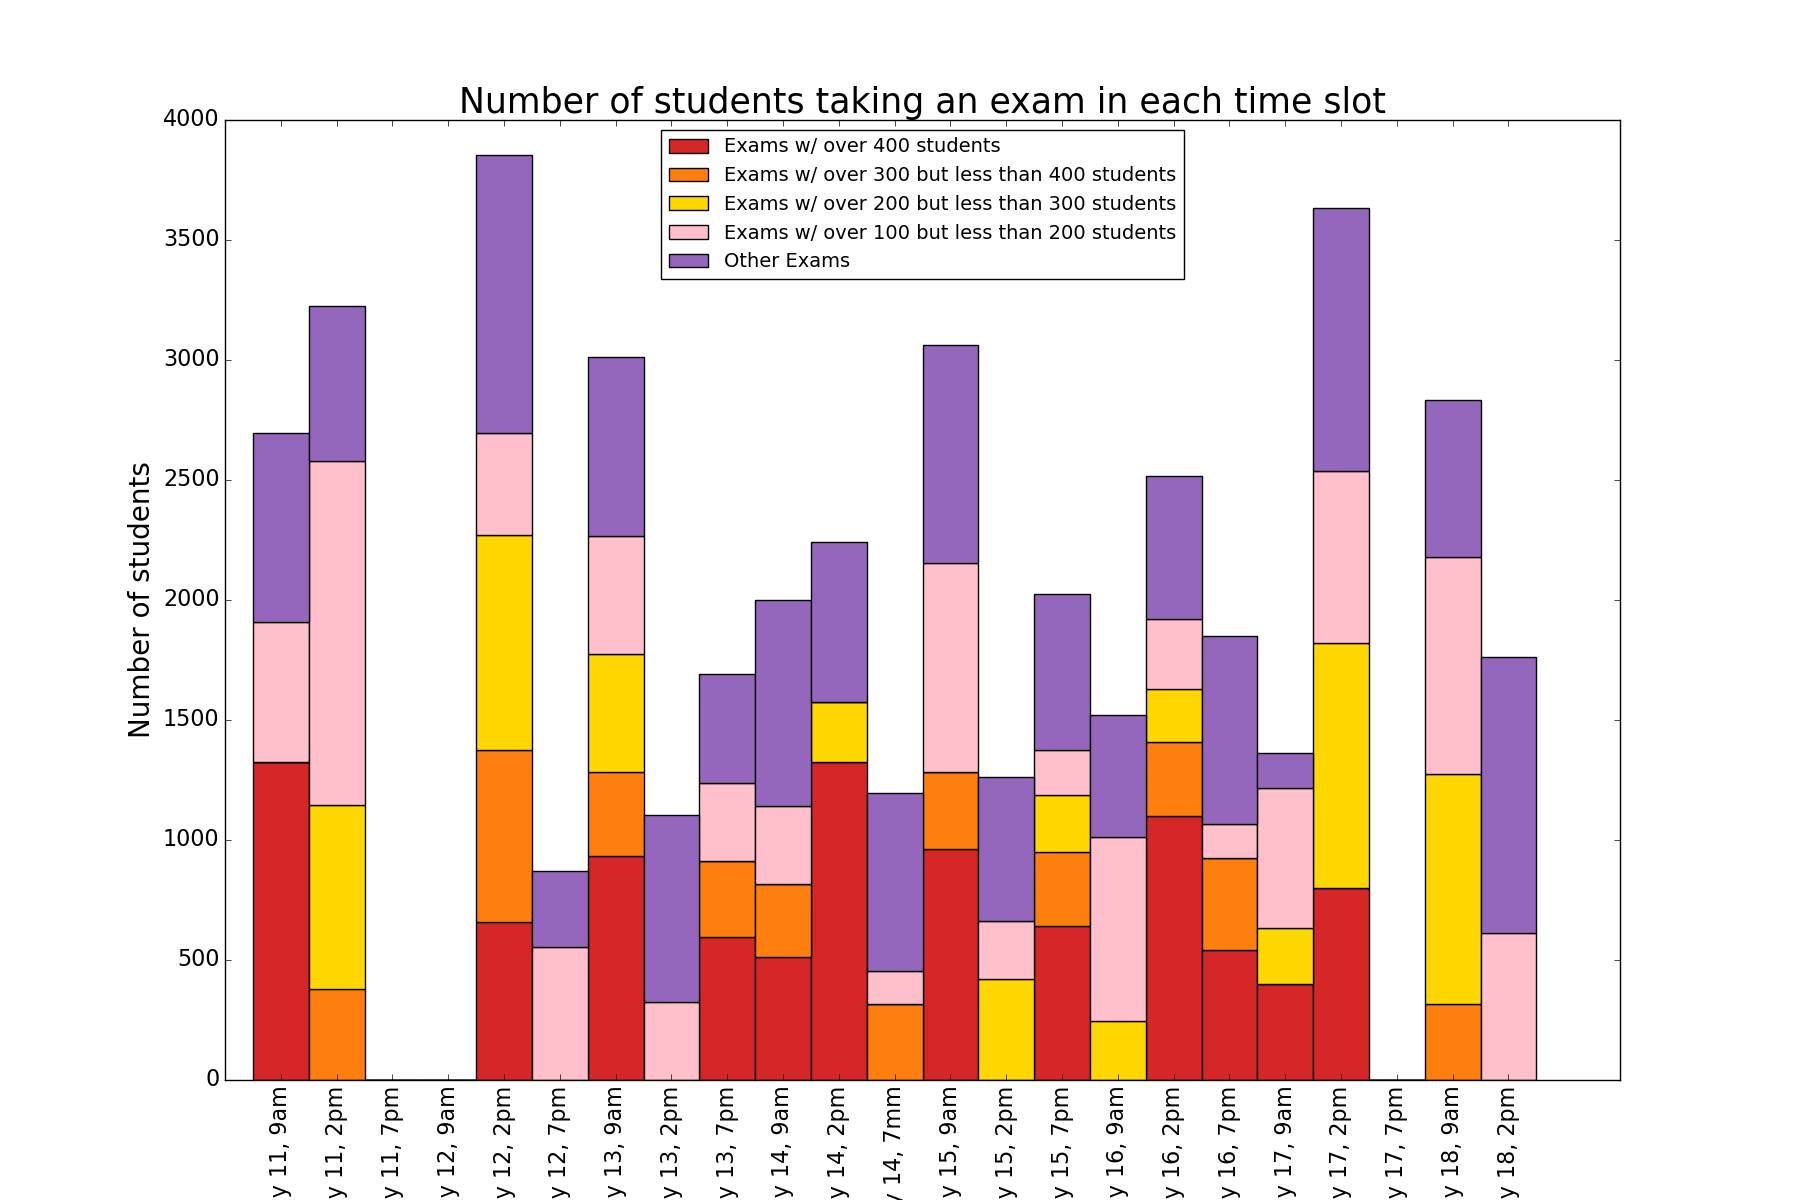 Number of students taking an exam in each time slot
4000
3500
3000
2500
2000
1500
1000
500
0
Number of students
Exams w/ over 400 students
Exams w/ over 300 but less than 400 students
Exams w/ over 200 but less than 300 students
Exams w/ over 100 but less than 200 students
Other Exams
y 11, 9am
y 11, 2pm
y 11, 7pm
y 12, 9am
y 12, 2pm
y 12, 7pm
y 13, 9am
y 13, 2pm
y 13, 7pm
y 14, 9am
y 14, 2pm
y 14, 7mm
y 15, 9am
y 15, 2pm
y 15, 7pm
y 16, 9am
y 16, 2pm
y 16, 7pm
y 17, 9am
y 17, 2pm
y 17, 7pm
y 18, 9am
y 18, 2pm